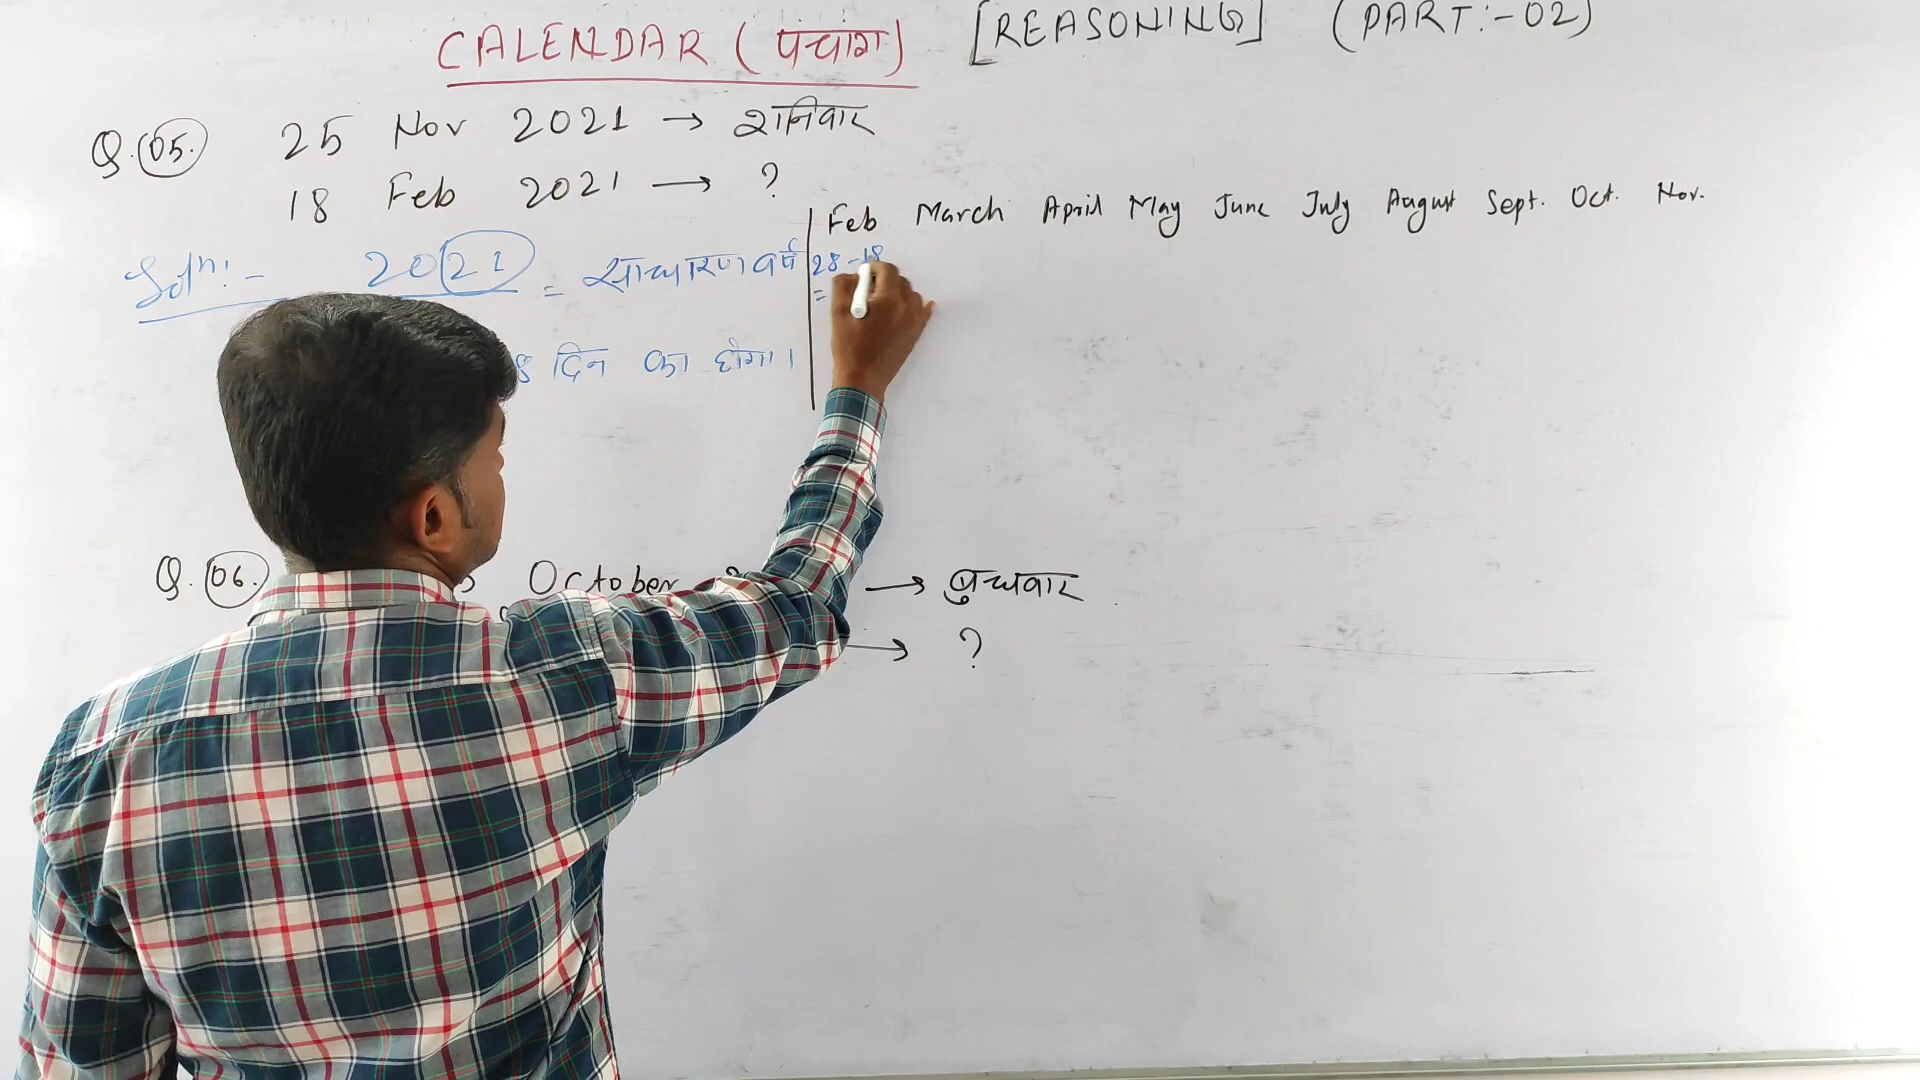 CALENDAR (पंचांग) [REASONING] (PART:-02)
Q.05. 25 Nov 2021 → शनिवार
18 Feb 2021 → ?
Feb March April May June July August Sept. Oct. Nov.
Soln:- 2021 = साधारण वर्ष
28-18
=
8 दिन का होगा।
Q.06. October → बुधवार
→ ?